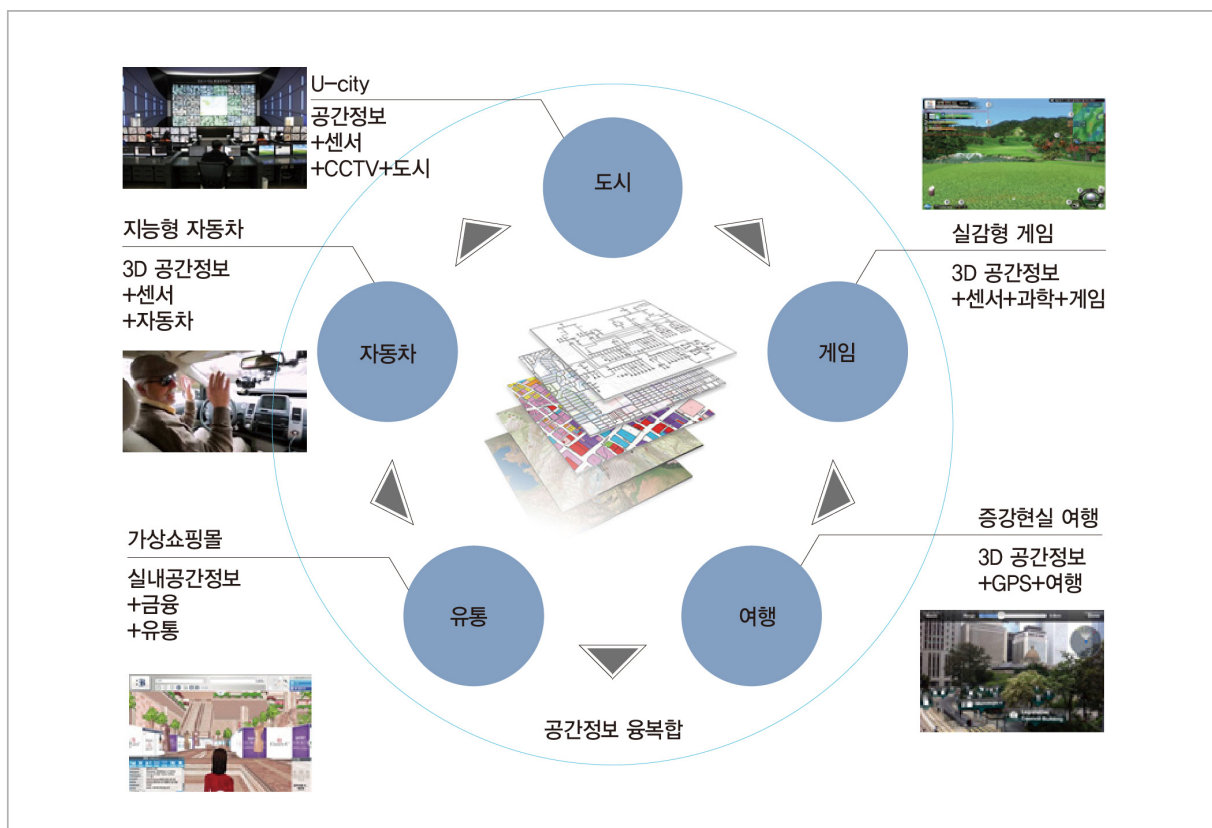 U-city
공간정보
+센서
+CCTV+도시
도시
지능형 자동차
3D 공간정보
+센서
+자동차
자동차
실감형 게임
3D 공간정보
+센서+과학+게임
게임
가상쇼핑몰
실내공간정보
+금융
+유통
유통
증강현실 여행
3D 공간정보
+GPS+여행
여행
공간정보 융복합